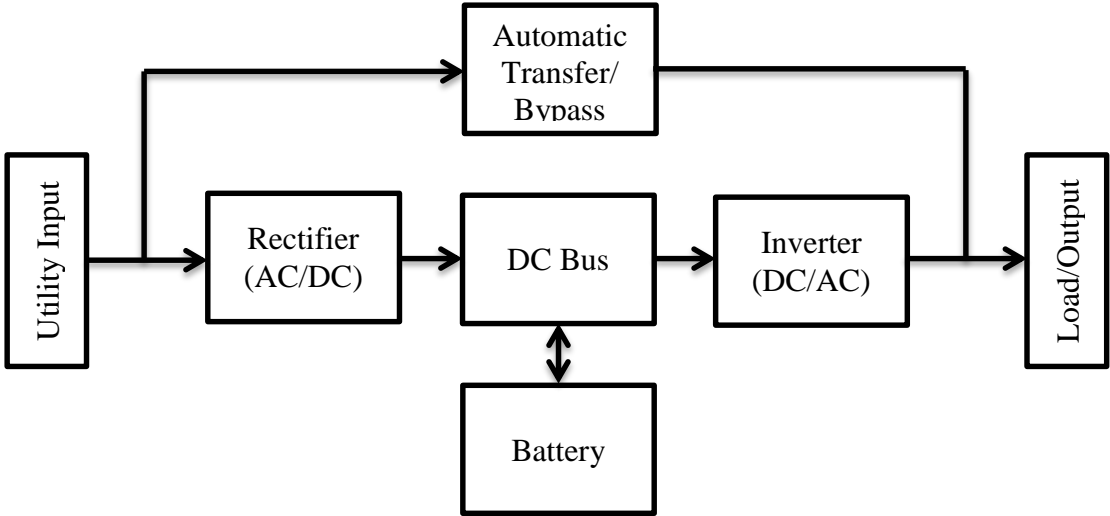 Automatic
Transfer/
Bypass
Utility Input
Rectifier
(AC/DC)
DC Bus
Inverter
(DC/AC)
Load/Output
Battery